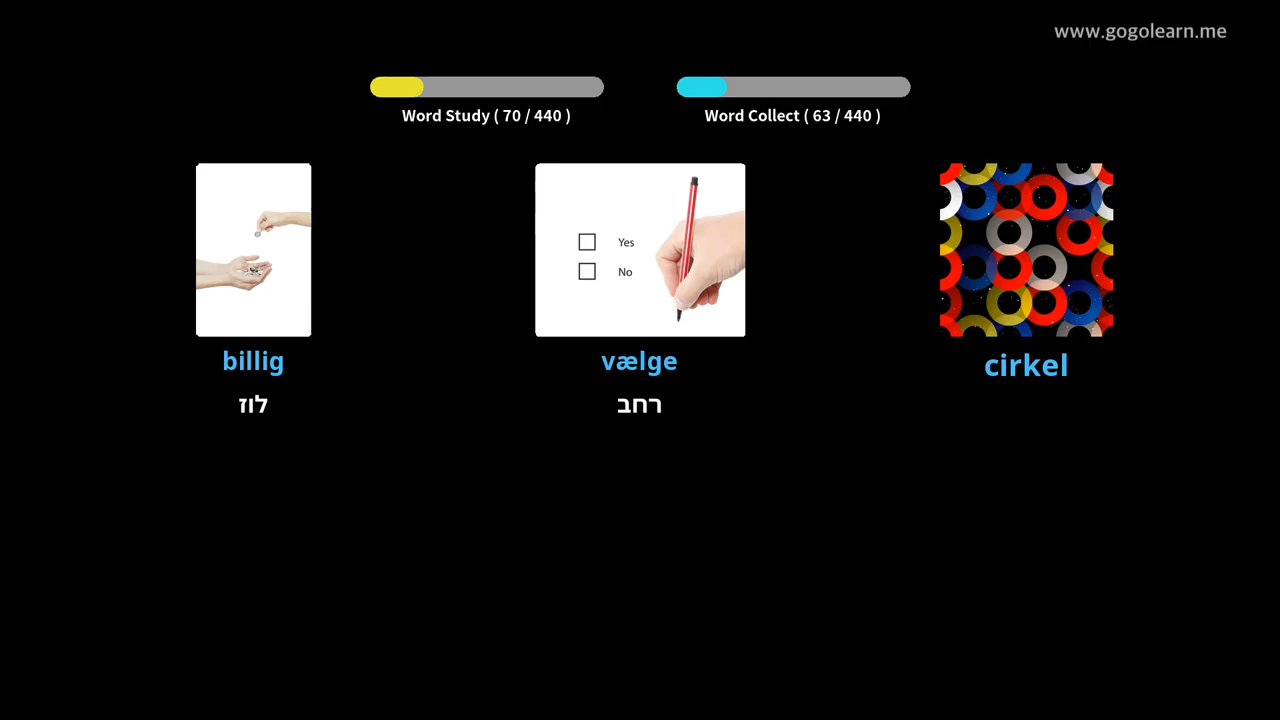 www.gogolearn.me
Word Study ( 70 / 440 )
Word Collect ( 63 / 440 )
Yes
No
billig
לוז
vælge
רחב
cirkel